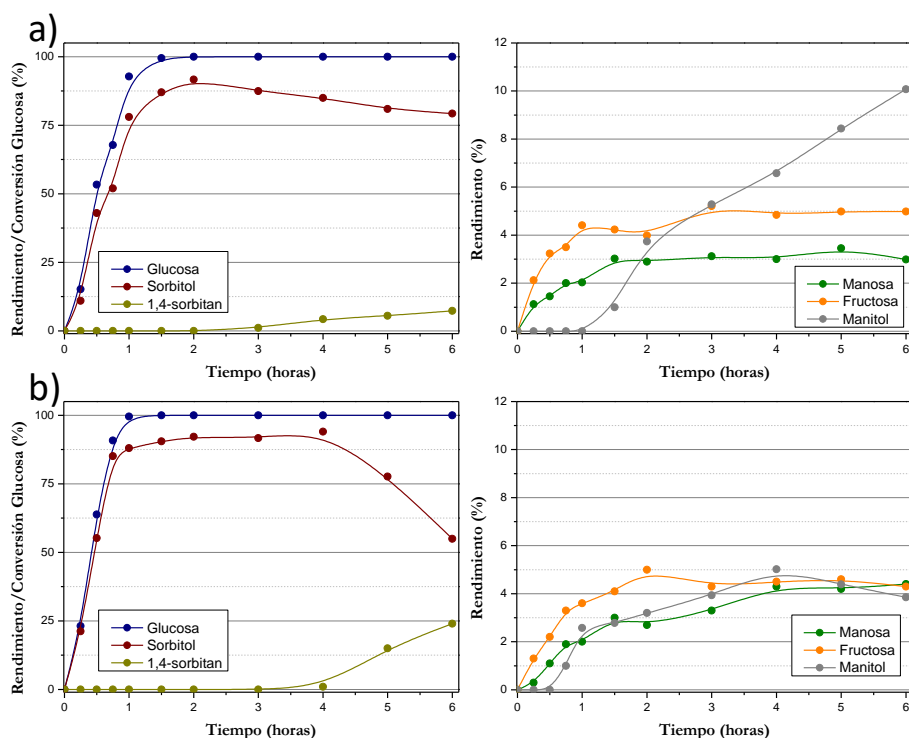 a)
Rendimiento/Conversión Glucosa (%)
100
75
50
25
0
Glucosa
Sorbitol
1,4-sorbitan
0 1 2 3 4 5 6
Tiempo (horas)
Rendimiento (%)
12
10
8
6
4
2
0
Manosa
Fructosa
Manitol
0 1 2 3 4 5 6
Tiempo (horas)
b)
Rendimiento/Conversión Glucosa (%)
100
75
50
25
0
Glucosa
Sorbitol
1,4-sorbitan
0 1 2 3 4 5 6
Tiempo (horas)
Rendimiento (%)
12
10
8
6
4
2
0
Manosa
Fructosa
Manitol
0 1 2 3 4 5 6
Tiempo (horas)